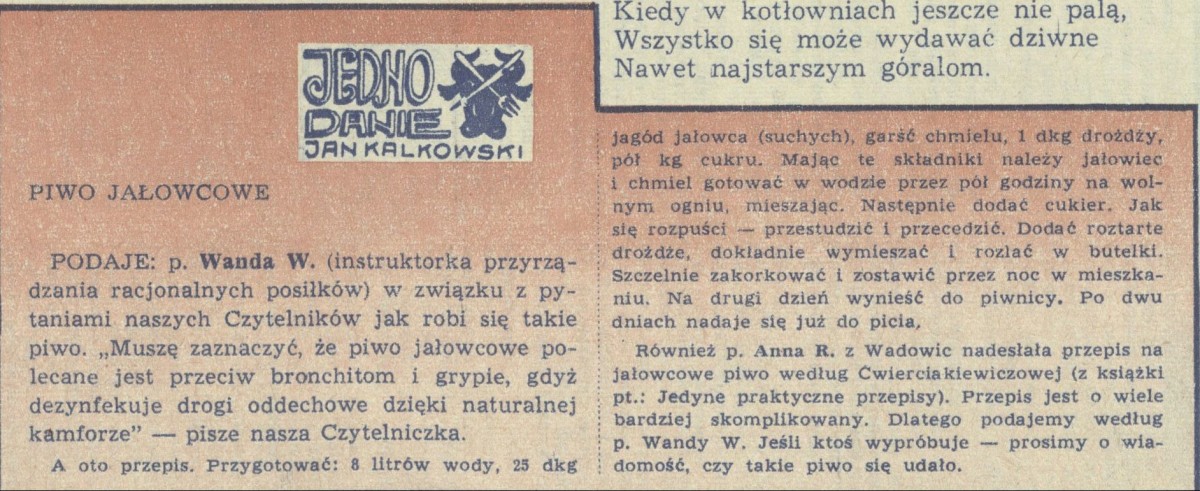 Kiedy w kotłowniach jeszcze nie palą,
Wszystko się może wydawać dziwne
Nawet najstarszym góralom.
JEDNO
DANIE
JAN KALKOWSKI
PIWO JAŁOWCOWE
PODAJE: p. Wanda W. (instruktorka przyrzą-
dzania racjonalnych posiłków) w związku z py-
taniami naszych Czytelników jak robi się takie
piwo. „Muszę zaznaczyć, że piwo jałowcowe po-
lecane jest przeciw bronchitom i grypie, gdyż
dezynfekuje drogi oddechowe dzięki naturalnej
kamforze” — pisze nasza Czytelniczka.
A oto przepis. Przygotować: 8 litrów wody, 25 dkg
jagód jałowca (suchych), garść chmielu, 1 dkg drożdży,
pół kg cukru. Mając te składniki należy jałowiec
i chmiel gotować w wodzie przez pół godziny na wol-
nym ogniu, mieszając. Następnie dodać cukier. Jak
się rozpuści — przestudzić i przecedzić. Dodać roztarte
drożdże, dokładnie wymieszać i rozlać w butelki.
Szczelnie zakorkować i zostawić przez noc w mieszka-
niu. Na drugi dzień wynieść do piwnicy. Po dwu
dniach nadaje się już do picia.
Również p. Anna R. z Wadowic nadesłała przepis na
jałowcowe piwo według Ćwierciakiewiczowej (z książki
pt.: Jedyne praktyczne przepisy). Przepis jest o wiele
bardziej skomplikowany. Dlatego podajemy według
p. Wandy W. Jeśli ktoś wypróbuje — prosimy o wia-
domość, czy takie piwo się udało.